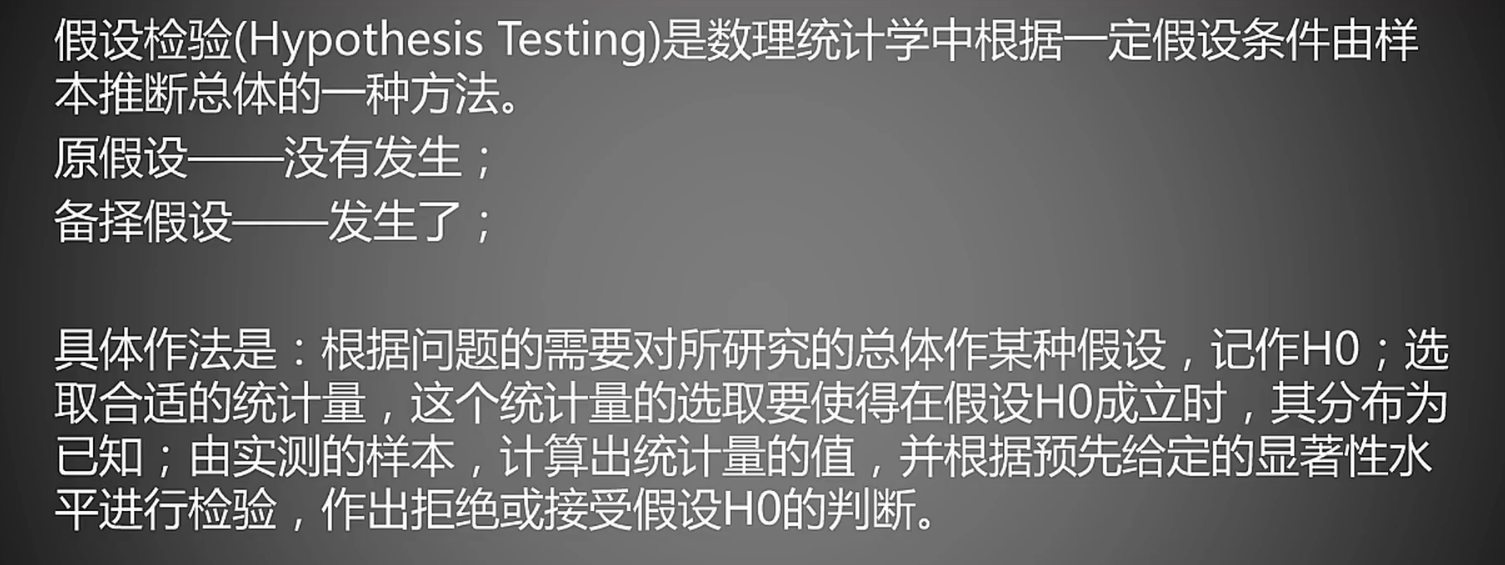 假设检验(Hypothesis Testing)是数理统计学中根据一定假设条件由样
本推断总体的一种方法。
原假设——没有发生；
备择假设——发生了；
具体作法是：根据问题的需要对所研究的总体作某种假设，记作H0；选
取合适的统计量，这个统计量的选取要使得在假设H0成立时，其分布为
已知；由实测的样本，计算出统计量的值，并根据预先给定的显著性水
平进行检验，作出拒绝或接受假设H0的判断。